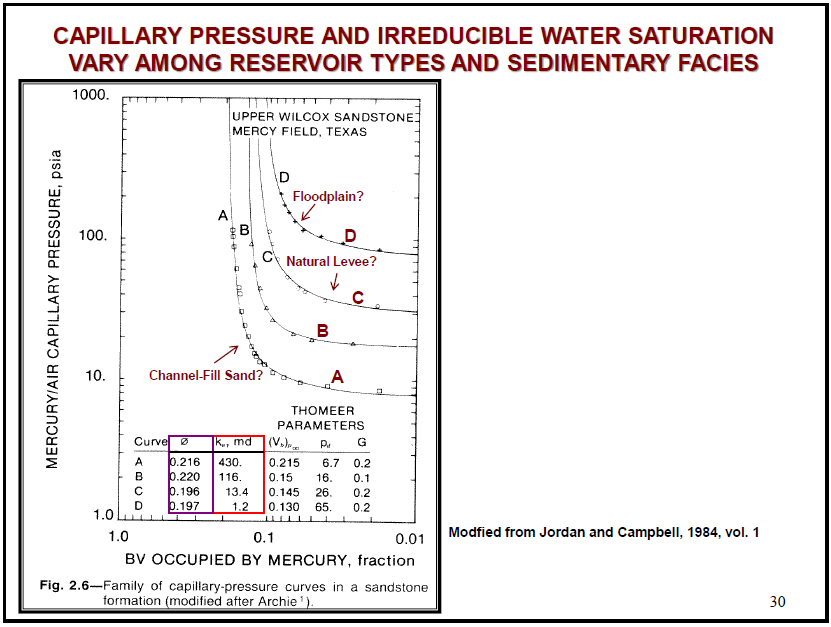 CAPILLARY PRESSURE AND IRREDUCIBLE WATER SATURATION
VARY AMONG RESERVOIR TYPES AND SEDIMENTARY FACIES
1000.
100.
10.
1.0
MERCURY/AIR CAPILLARY PRESSURE, psia
UPPER WILCOX SANDSTONE
MERCY FIELD, TEXAS
D
Floodplain?
A
B
D
C
Natural Levee?
C
B
Channel-Fill Sand?
A
THOMEER
PARAMETERS
Curve Ø kₐ, md (V_b)_p∞ p_d G
A 0.216 430. 0.215 6.7 0.2
B 0.220 116. 0.15 16. 0.1
C 0.196 13.4 0.145 26. 0.2
D 0.197 1.2 0.130 65. 0.2
1.0 0.1 0.01
BV OCCUPIED BY MERCURY, fraction
Fig. 2.6—Family of capillary-pressure curves in a sandstone
formation (modified after Archie¹).
Modfied from Jordan and Campbell, 1984, vol. 1
30